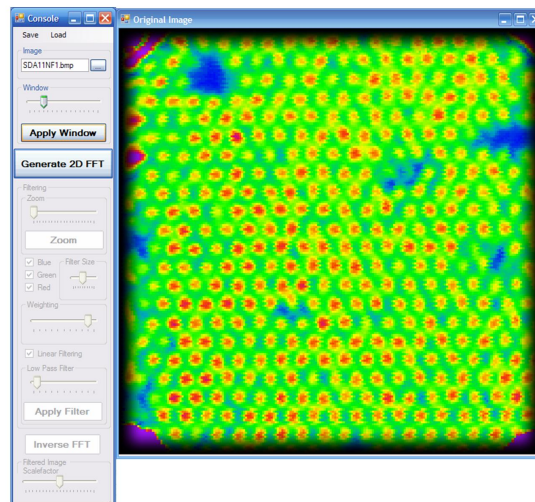 Console
Save Load
Image
SDA11NF1.bmp
...
Window
Apply Window
Generate 2D FFT
Filtering
Zoom
Zoom
Blue
Green
Red
Filter Size
Weighting
Linear Filtering
Low Pass Filter
Apply Filter
Inverse FFT
Filtered Image
Scalefactor
Original Image